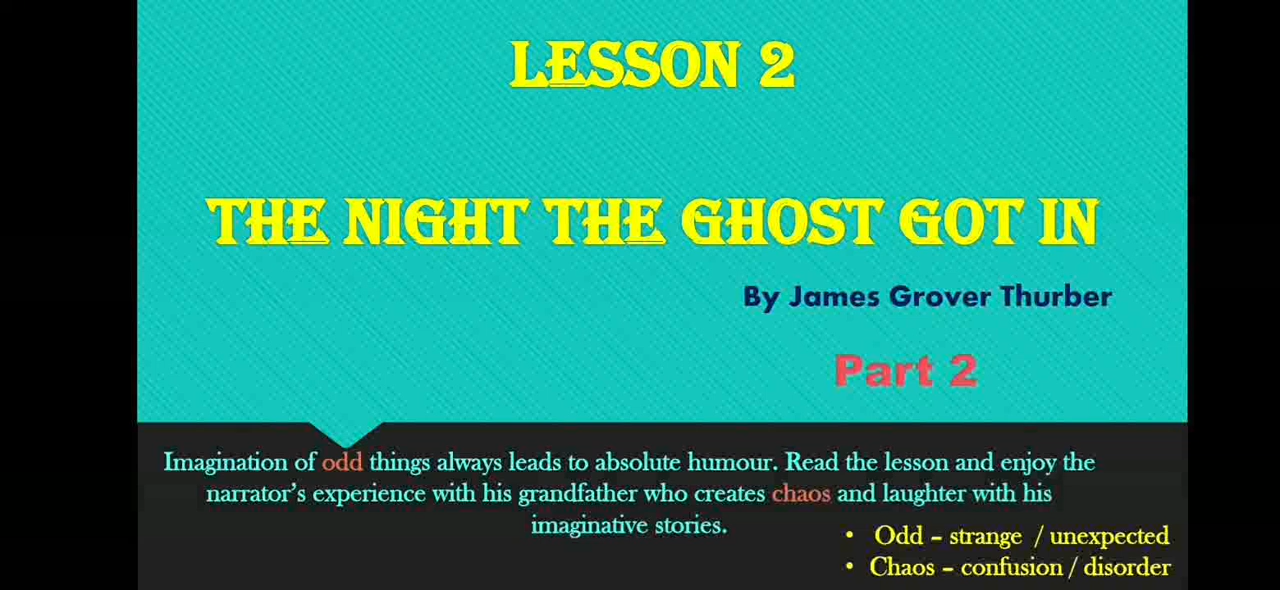 LESSON 2
THE NIGHT THE GHOST GOT IN
By James Grover Thurber
Part 2
Imagination of odd things always leads to absolute humour. Read the lesson and enjoy the
narrator's experience with his grandfather who creates chaos and laughter with his
imaginative stories.
• Odd – strange / unexpected
• Chaos – confusion / disorder